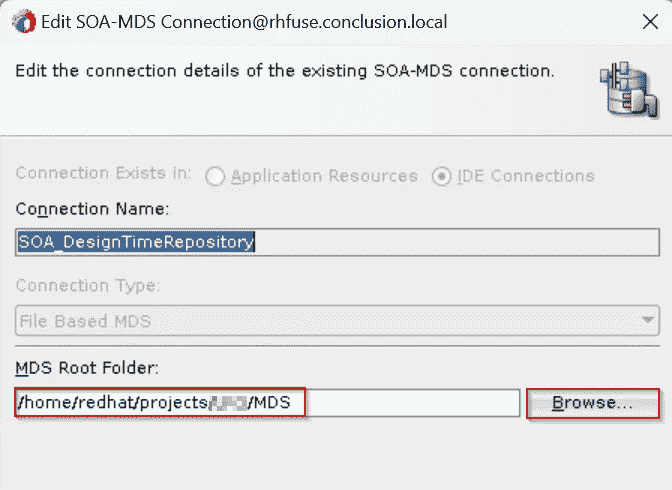 Edit SOA-MDS Connection@rhfuse.conclusion.local
Edit the connection details of the existing SOA-MDS connection.
Connection Exists in: Application Resources IDE Connections
Connection Name:
SOA_DesignTimeRepository
Connection Type:
File Based MDS
MDS Root Folder:
/home/redhat/projects /MDS Browse...